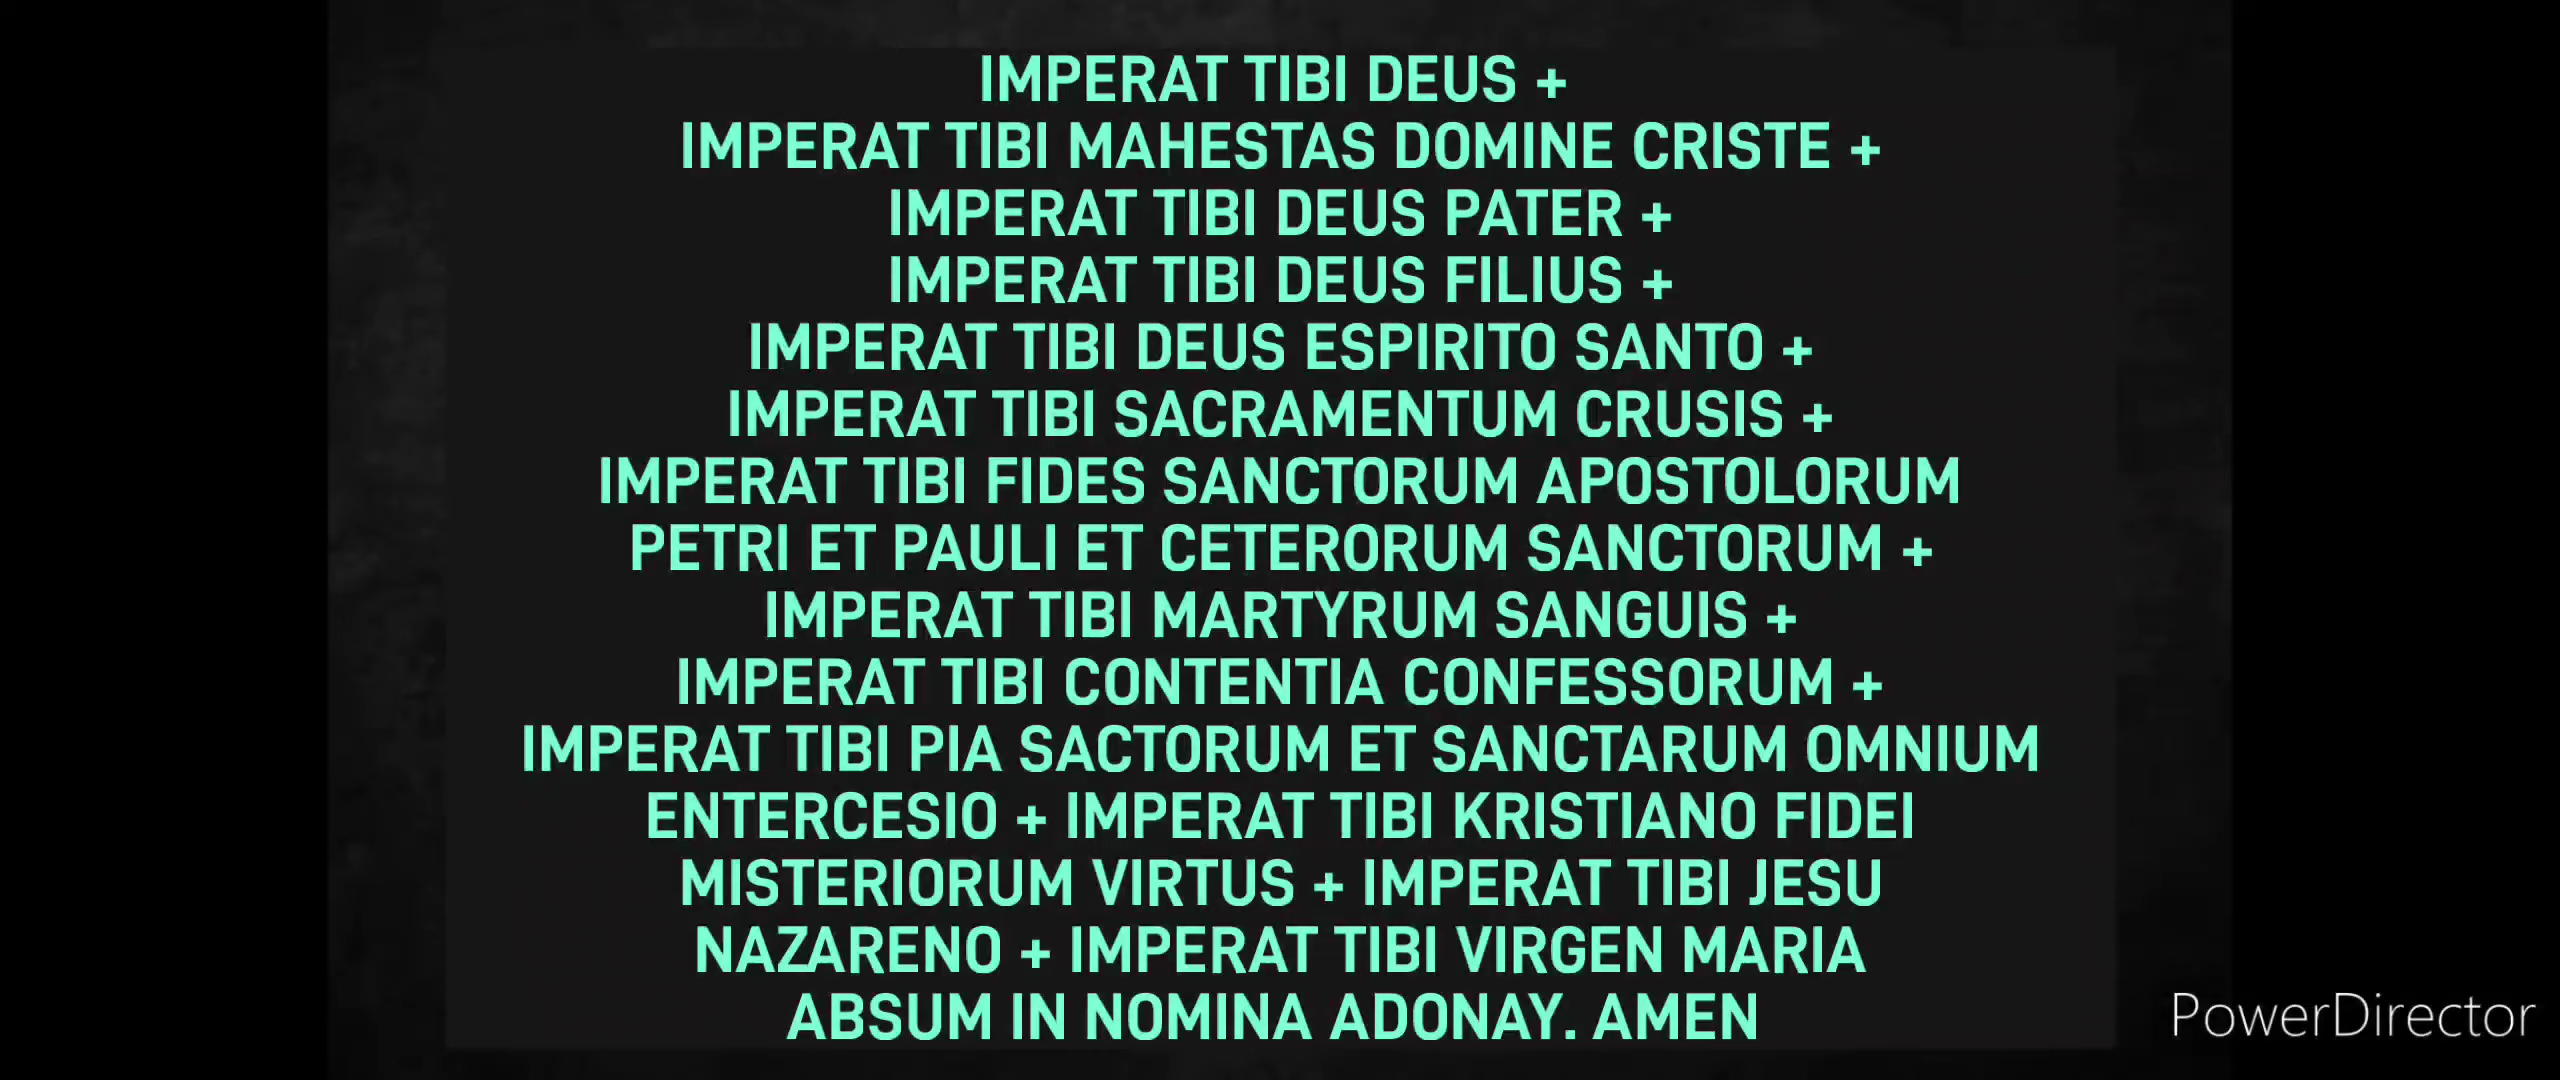 IMPERAT TIBI DEUS +
IMPERAT TIBI MAHESTAS DOMINE CRISTE +
IMPERAT TIBI DEUS PATER +
IMPERAT TIBI DEUS FILIUS +
IMPERAT TIBI DEUS ESPIRITO SANTO +
IMPERAT TIBI SACRAMENTUM CRUSIS +
IMPERAT TIBI FIDES SANCTORUM APOSTOLORUM
PETRI ET PAULI ET CETERORUM SANCTORUM +
IMPERAT TIBI MARTYRUM SANGUIS +
IMPERAT TIBI CONTENTIA CONFESSORUM +
IMPERAT TIBI PIA SACTORUM ET SANCTARUM OMNIUM
ENTERCESIO + IMPERAT TIBI KRISTIANO FIDEI
MISTERIORUM VIRTUS + IMPERAT TIBI JESU
NAZARENO + IMPERAT TIBI VIRGEN MARIA
ABSUM IN NOMINA ADONAY. AMEN
PowerDirector